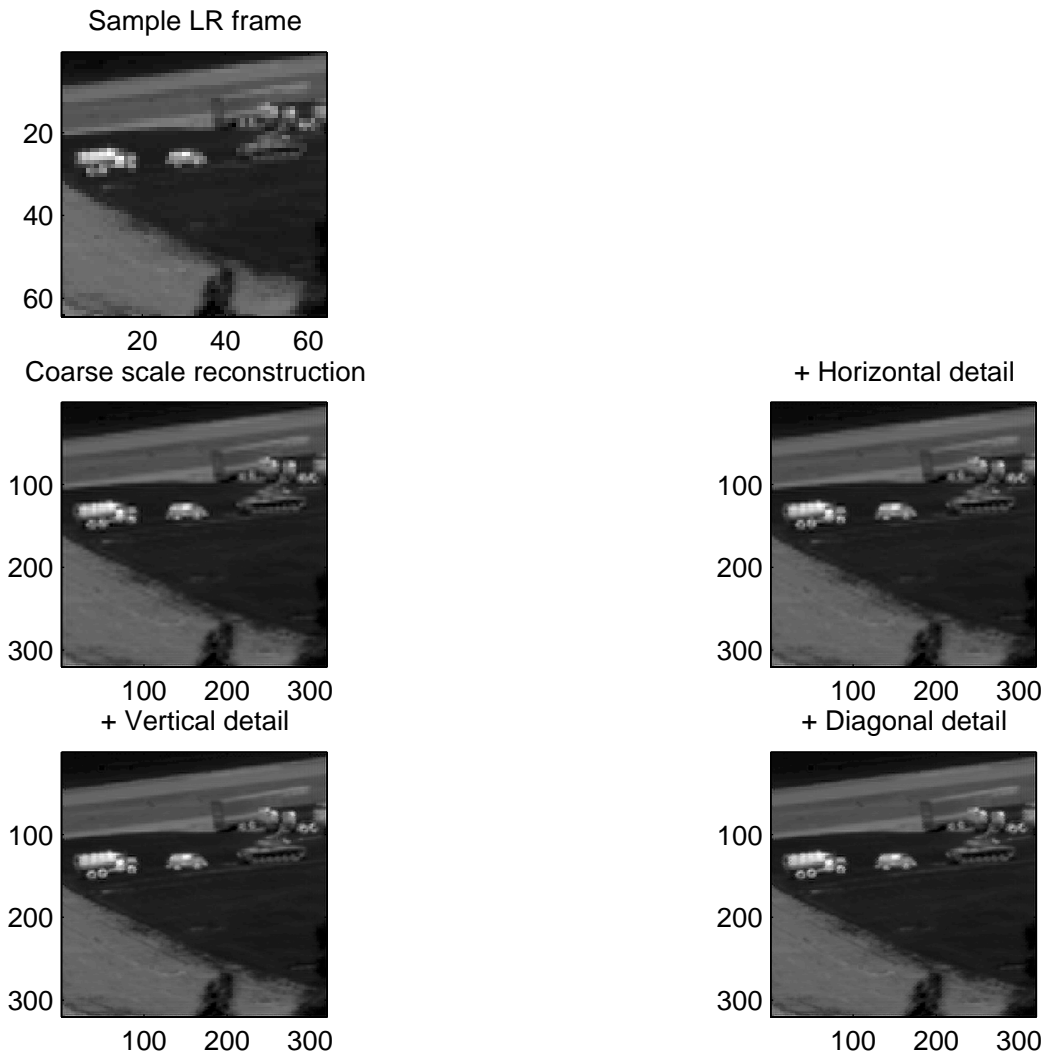 Sample LR frame
20
40
60
20 40 60
Coarse scale reconstruction
100
200
300
100 200 300
+ Horizontal detail
100
200
300
100 200 300
+ Vertical detail
100
200
300
100 200 300
+ Diagonal detail
100
200
300
100 200 300